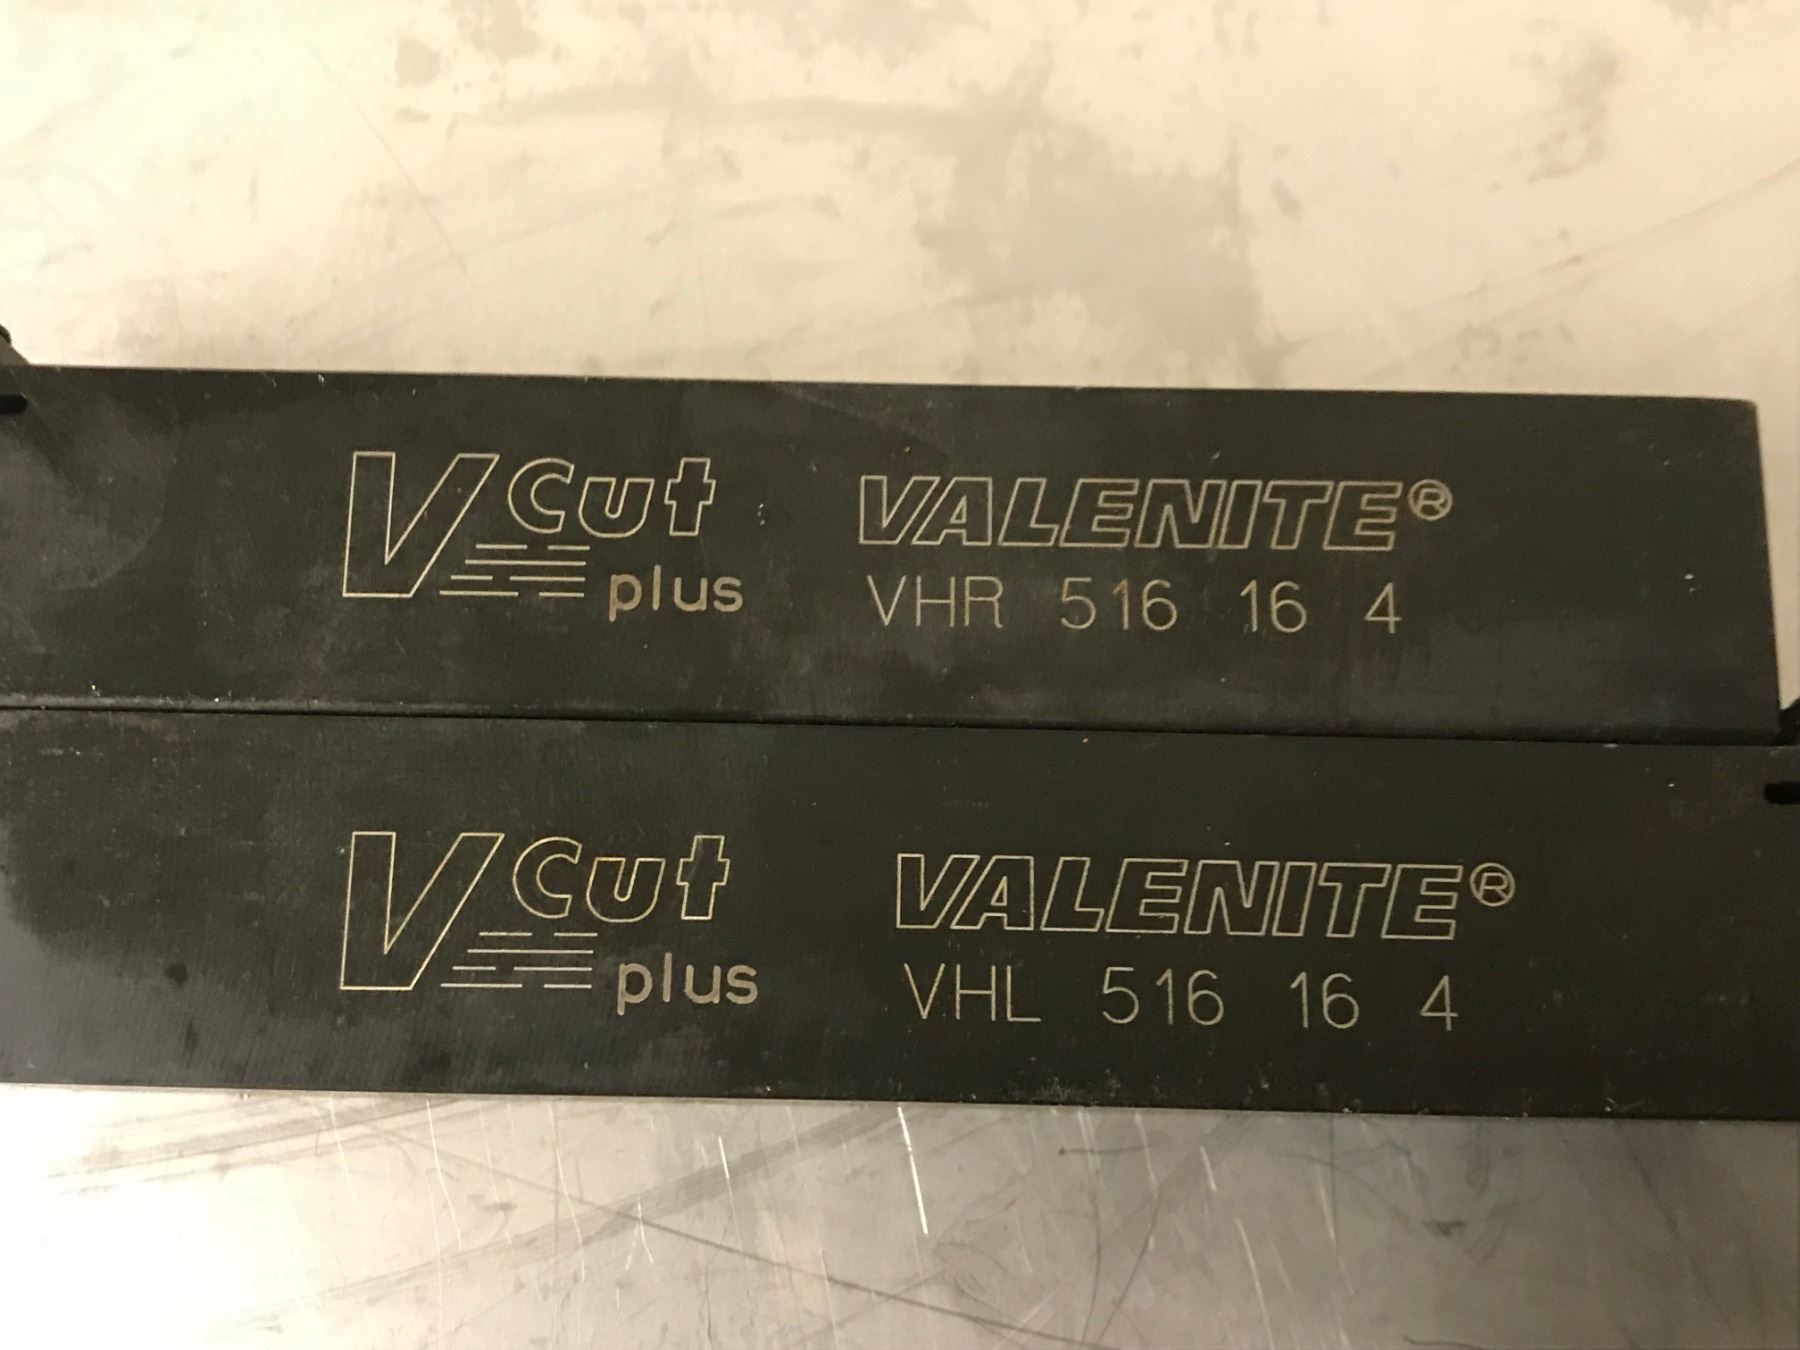 V Cut plus
VALENITE®
VHR 516 16 4
V Cut plus
VALENITE®
VHL 516 16 4